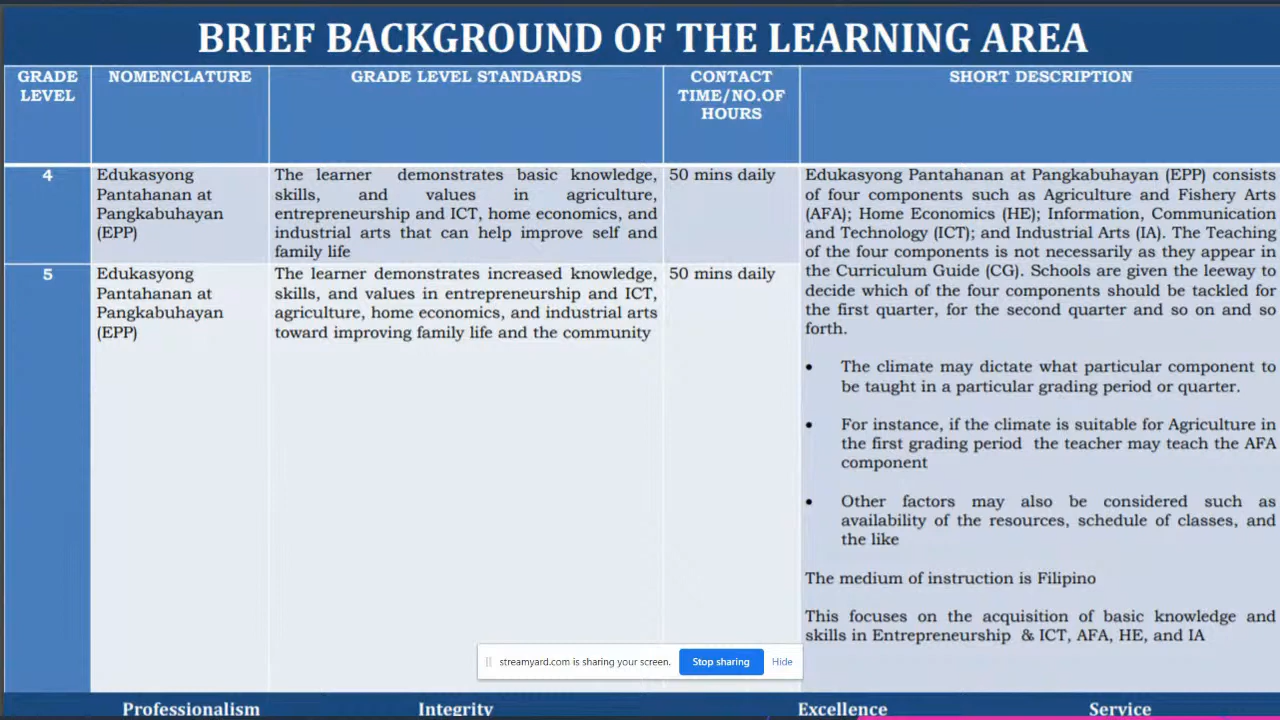 BRIEF BACKGROUND OF THE LEARNING AREA
GRADE
LEVEL
NOMENCLATURE
GRADE LEVEL STANDARDS
CONTACT
TIME/NO.OF
HOURS
SHORT DESCRIPTION
4
Edukasyong
Pantahanan at
Pangkabuhayan
(EPP)
The learner demonstrates basic knowledge,
skills, and values in agriculture,
entrepreneurship and ICT, home economics, and
industrial arts that can help improve self and
family life
50 mins daily
Edukasyong Pantahanan at Pangkabuhayan (EPP) consists
of four components such as Agriculture and Fishery Arts
(AFA); Home Economics (HE); Information, Communication
and Technology (ICT); and Industrial Arts (IA). The Teaching
of the four components is not necessarily as they appear in
the Curriculum Guide (CG). Schools are given the leeway to
decide which of the four components should be tackled for
the first quarter, for the second quarter and so on and so
forth.
• The climate may dictate what particular component to
be taught in a particular grading period or quarter.
• For instance, if the climate is suitable for Agriculture in
the first grading period the teacher may teach the AFA
component
• Other factors may also be considered such as
availability of the resources, schedule of classes, and
the like
The medium of instruction is Filipino
This focuses on the acquisition of basic knowledge and
skills in Entrepreneurship & ICT, AFA, HE, and IA
5
Edukasyong
Pantahanan at
Pangkabuhayan
(EPP)
The learner demonstrates increased knowledge,
skills, and values in entrepreneurship and ICT,
agriculture, home economics, and industrial arts
toward improving family life and the community
50 mins daily
streamyard.com is sharing your screen.
Stop sharing
Hide
Professionalism
Integrity
Excellence
Service